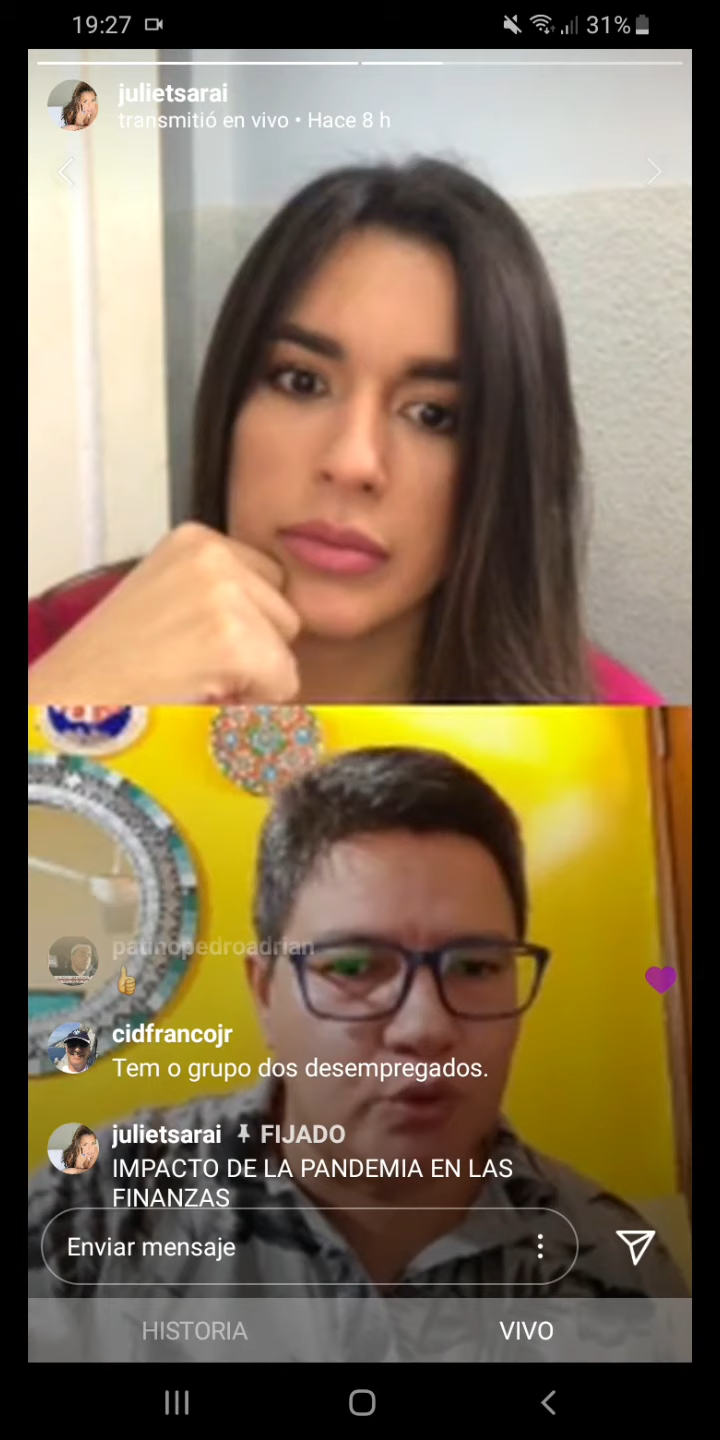 19:27
31%
julietsarai
transmitió en vivo • Hace 8 h
patinopedroadrian
cidfrancojr
Tem o grupo dos desempregados.
julietsarai FIJADO
IMPACTO DE LA PANDEMIA EN LAS
FINANZAS
Enviar mensaje
HISTORIA
VIVO